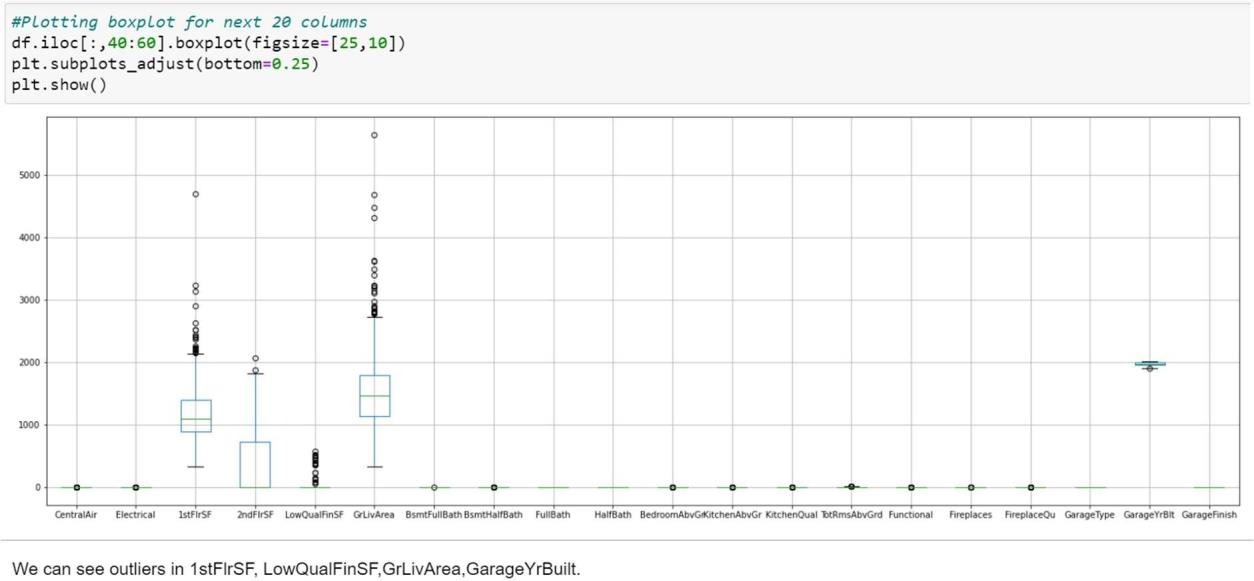 #Plotting boxplot for next 20 columns
df.iloc[:,40:60].boxplot(figsize=[25,10])
plt.subplots_adjust(bottom=0.25)
plt.show()
5000
4000
3000
2000
1000
0
CentralAir Electrical 1stFlrSF 2ndFlrSF LowQualFinSF GrLivArea BsmtFullBath BsmtHalfBath FullBath HalfBath BedroomAbvGr KitchenAbvGr KitchenQual TotRmsAbvGrd Functional Fireplaces FireplaceQu GarageType GarageYrBlt GarageFinish
We can see outliers in 1stFlrSF, LowQualFinSF,GrLivArea,GarageYrBuilt.